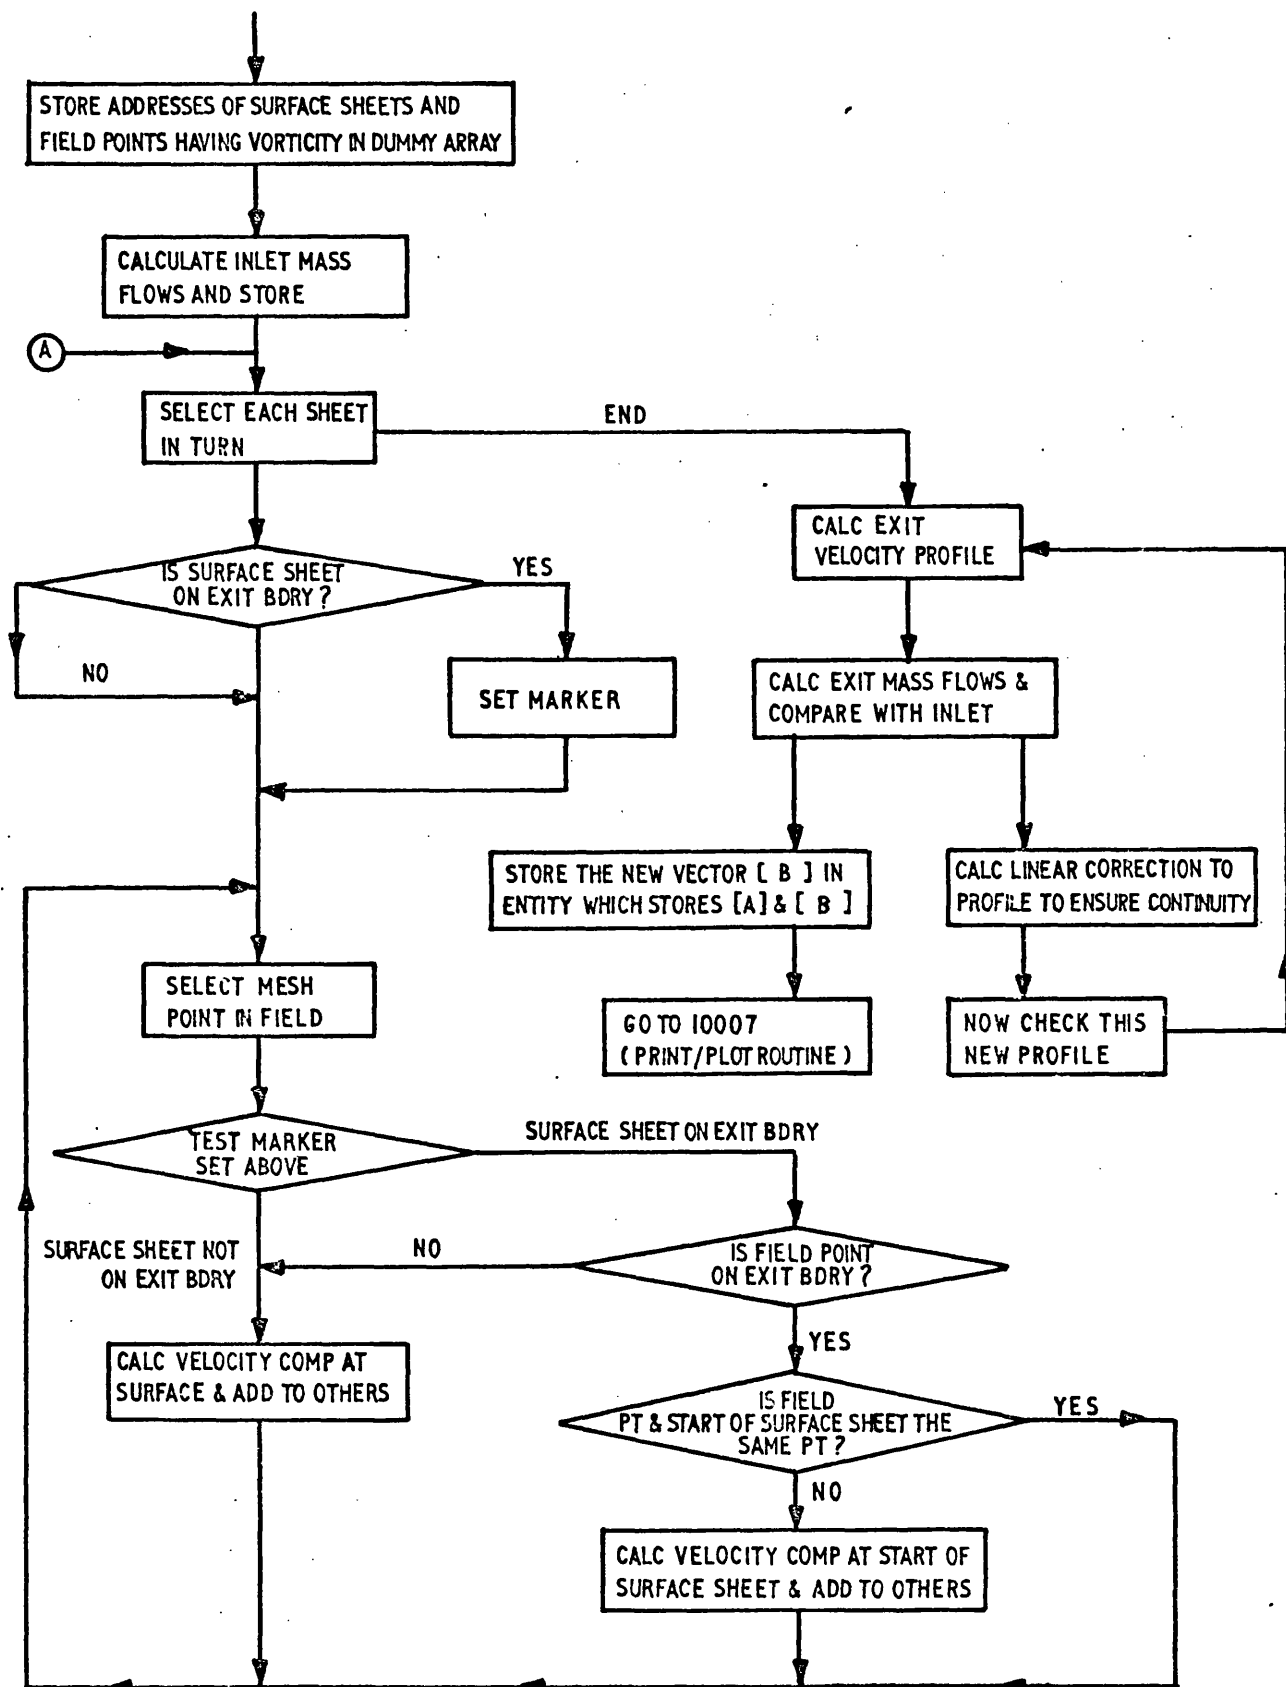 STORE ADDRESSES OF SURFACE SHEETS AND
FIELD POINTS HAVING VORTICITY IN DUMMY ARRAY
CALCULATE INLET MASS
FLOWS AND STORE
A
SELECT EACH SHEET
IN TURN
END
CALC EXIT
VELOCITY PROFILE
IS SURFACE SHEET
ON EXIT BDRY?
YES
NO
SET MARKER
CALC EXIT MASS FLOWS &
COMPARE WITH INLET
STORE THE NEW VECTOR [ B ] IN
ENTITY WHICH STORES [A] & [ B ]
CALC LINEAR CORRECTION TO
PROFILE TO ENSURE CONTINUITY
SELECT MESH
POINT IN FIELD
GO TO 10007
(PRINT/PLOT ROUTINE)
NOW CHECK THIS
NEW PROFILE
TEST MARKER
SET ABOVE
SURFACE SHEET ON EXIT BDRY
SURFACE SHEET NOT
ON EXIT BDRY
NO
IS FIELD POINT
ON EXIT BDRY?
YES
CALC VELOCITY COMP AT
SURFACE & ADD TO OTHERS
IS FIELD
PT & START OF SURFACE SHEET THE
SAME PT?
YES
NO
CALC VELOCITY COMP AT START OF
SURFACE SHEET & ADD TO OTHERS